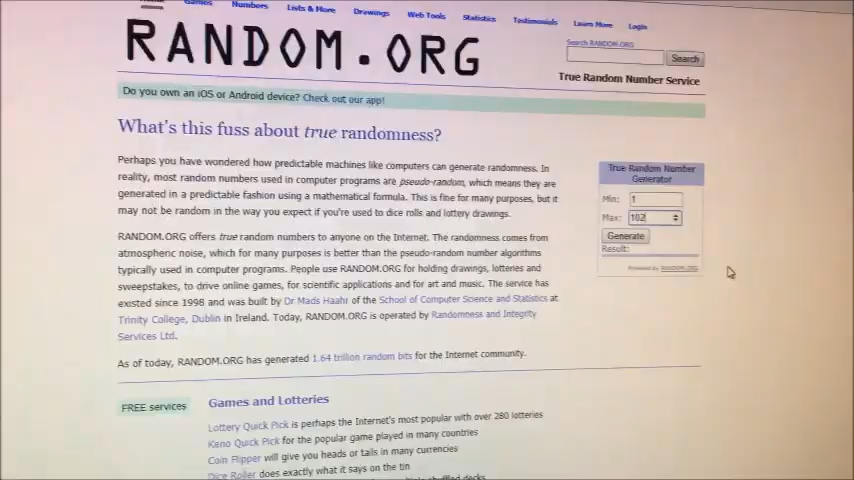 Games Numbers Lists & More Drawings Web Tools Statistics Testimonials Learn More Login
RANDOM.ORG
Search RANDOM.ORG
Search
True Random Number Service
Do you own an iOS or Android device? Check out our app!
What's this fuss about true randomness?
Perhaps you have wondered how predictable machines like computers can generate randomness. In
reality, most random numbers used in computer programs are pseudo-random, which means they are
generated in a predictable fashion using a mathematical formula. This is fine for many purposes, but it
may not be random in the way you expect if you're used to dice rolls and lottery drawings.
RANDOM.ORG offers true random numbers to anyone on the Internet. The randomness comes from
atmospheric noise, which for many purposes is better than the pseudo-random number algorithms
typically used in computer programs. People use RANDOM.ORG for holding drawings, lotteries and
sweepstakes, to drive online games, for scientific applications and for art and music. The service has
existed since 1998 and was built by Dr Mads Haahr of the School of Computer Science and Statistics at
Trinity College, Dublin in Ireland. Today, RANDOM.ORG is operated by Randomness and Integrity
Services Ltd.
As of today, RANDOM.ORG has generated 1.64 trillion random bits for the Internet community.
True Random Number
Generator
Min: 1
Max: 102
Generate
Result:
Powered by RANDOM.ORG
FREE services
Games and Lotteries
Lottery Quick Pick is perhaps the Internet's most popular with over 280 lotteries
Keno Quick Pick for the popular game played in many countries
Coin Flipper will give you heads or tails in many currencies
Dice Roller does exactly what it says on the tin
shuffled decks